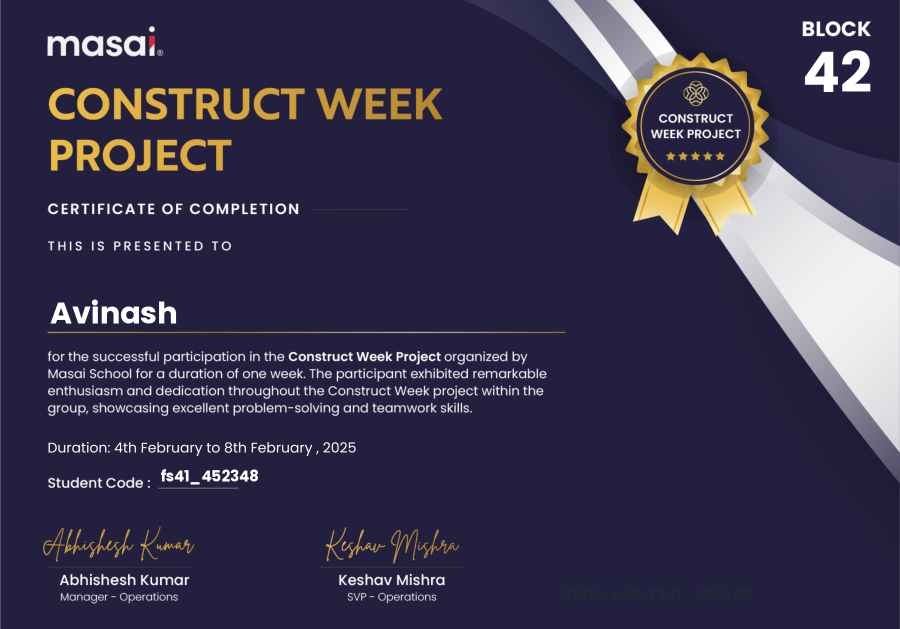 masai.®
BLOCK
42
CONSTRUCT WEEK
PROJECT
CONSTRUCT
WEEK PROJECT
CERTIFICATE OF COMPLETION
THIS IS PRESENTED TO
Avinash
for the successful participation in the Construct Week Project organized by
Masai School for a duration of one week. The participant exhibited remarkable
enthusiasm and dedication throughout the Construct Week project within the
group, showcasing excellent problem-solving and teamwork skills.
Duration: 4th February to 8th February , 2025
Student Code : fs41_452348
Abhishesh Kumar
Keshav Mishra
Abhishesh Kumar
Keshav Mishra
Manager - Operations
SVP - Operations
CWW-B42-FS41_452348